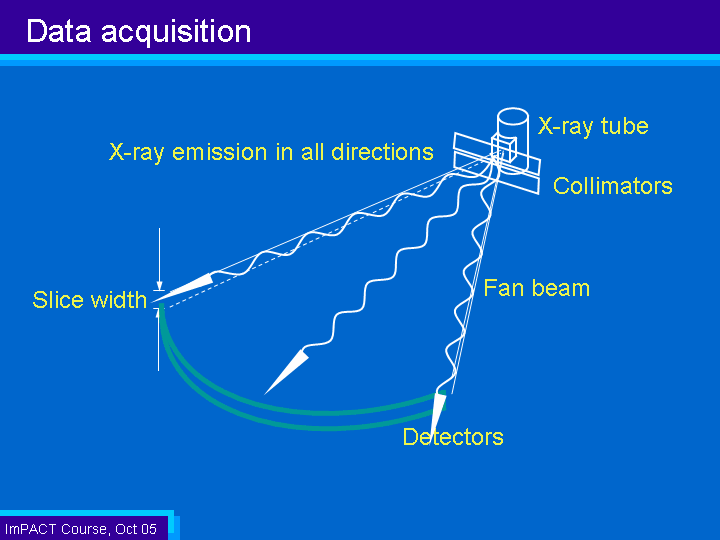 Data acquisition
X-ray tube
X-ray emission in all directions
Collimators
Fan beam
Slice width
Detectors
ImPACT Course, Oct 05